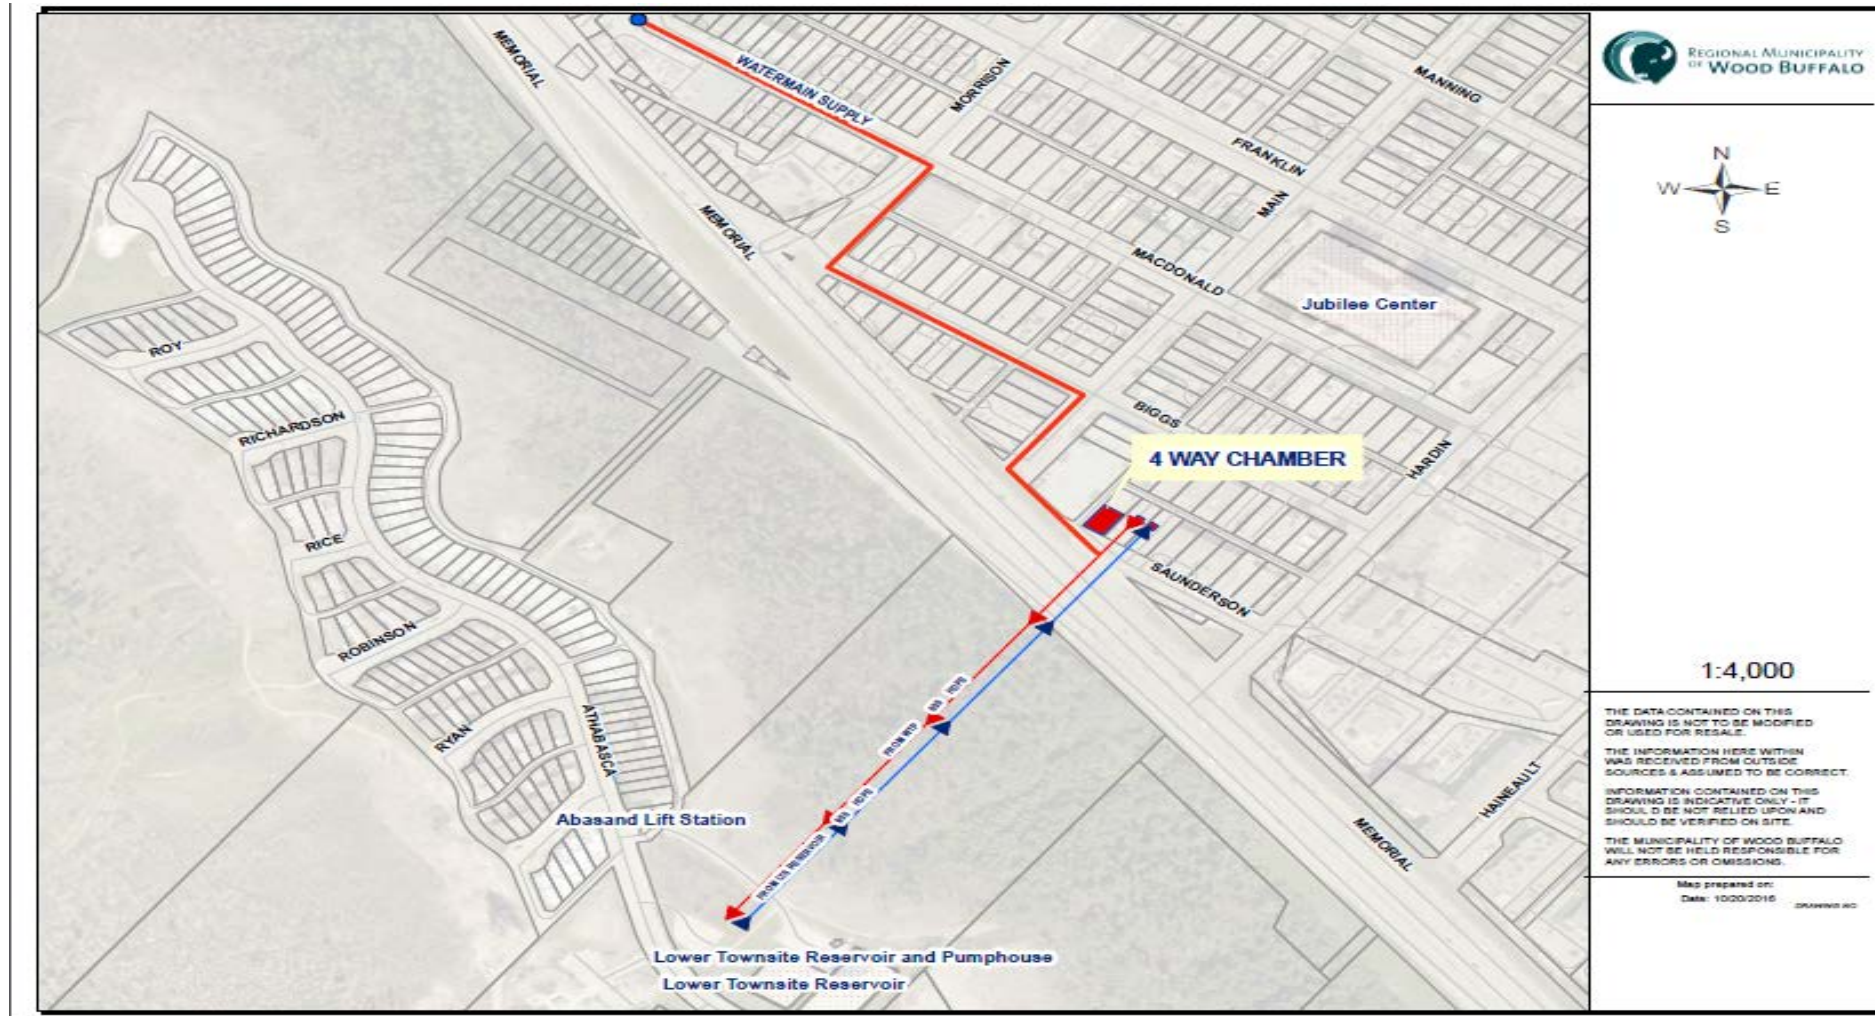 MEMORIAL
WATERMAIN SUPPLY
MORRISON
MANNING
FRANKLIN
MAIN
MEMORIAL
MACDONALD
Jubilee Center
ROY
RICHARDSON
BIGGS
4 WAY CHAMBER
HARDIN
RICE
SAUNDERSON
ROBINSON
RYAN
ATHABASCA
FROM WTP
HAINEAULT
Abasand Lift Station
MEMORIAL
Lower Townsite Reservoir and Pumphouse
Lower Townsite Reservoir
REGIONAL MUNICIPALITY
OF WOOD BUFFALO
N
W E
S
1:4,000
THE DATA CONTAINED ON THIS
DRAWING IS NOT TO BE MODIFIED
OR USED FOR RESALE.
THE INFORMATION HERE WITHIN
WAS RECEIVED FROM OUTSIDE
SOURCES & ASSUMED TO BE CORRECT.
INFORMATION CONTAINED ON THIS
DRAWING IS INDICATIVE ONLY - IT
SHOUL D BE NOT RELIED UPON AND
SHOULD BE VERIFIED ON SITE.
THE MUNICIPALITY OF WOOD BUFFALO
WILL NOT BE HELD RESPONSIBLE FOR
ANY ERRORS OR OMISSIONS.
Map prepared on:
Date: 10/20/2016
DRAWING NO